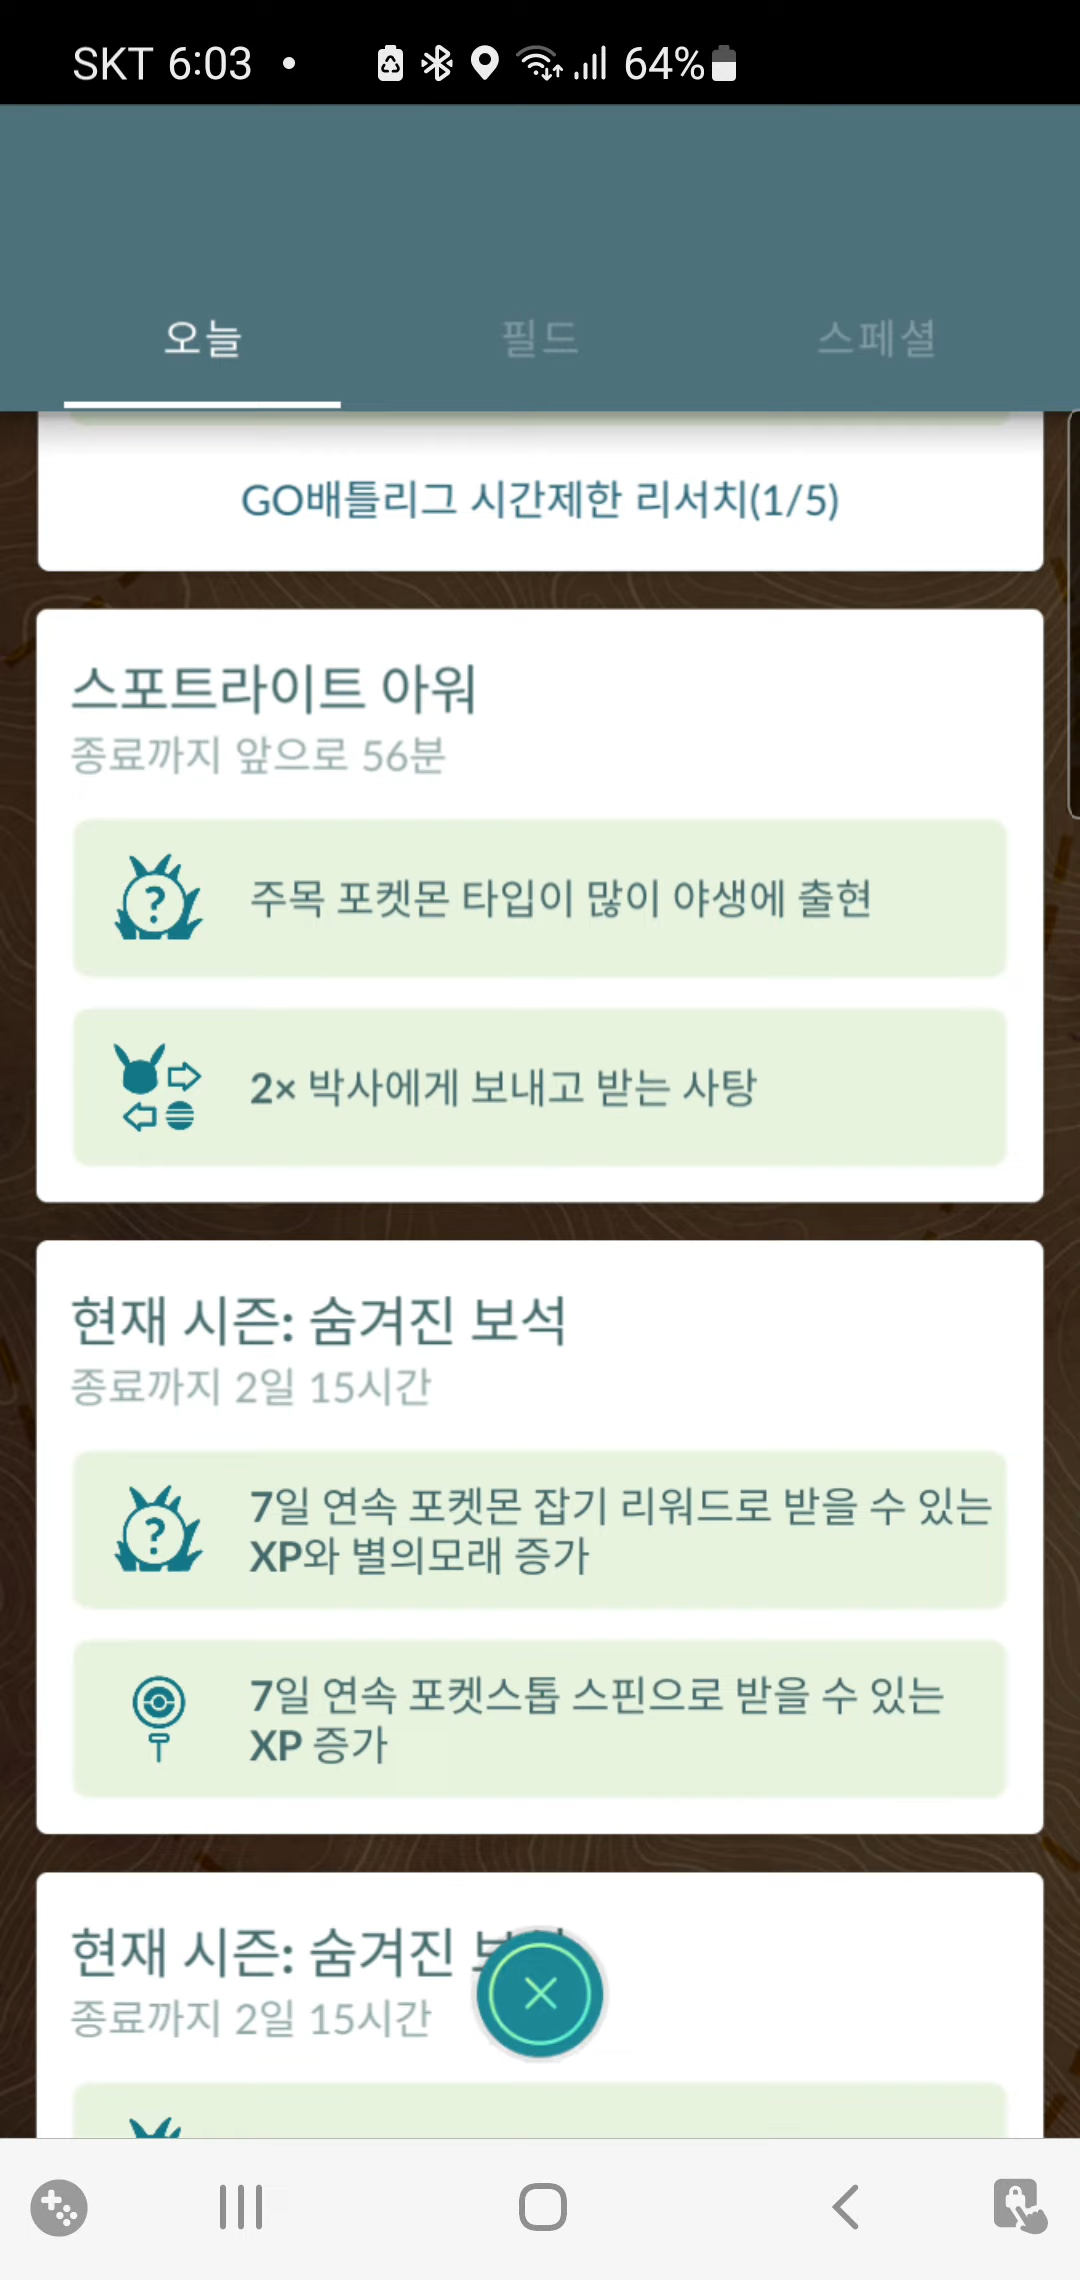 SKT 6:03
64%
오늘
필드
스페셜
GO배틀리그 시간제한 리서치(1/5)
스포트라이트 아워
종료까지 앞으로 56분
?
주목 포켓몬 타입이 많이 야생에 출현
2× 박사에게 보내고 받는 사탕
현재 시즌: 숨겨진 보석
종료까지 2일 15시간
?
7일 연속 포켓몬 잡기 리워드로 받을 수 있는
XP와 별의모래 증가
7일 연속 포켓스톱 스핀으로 받을 수 있는
XP 증가
현재 시즌: 숨겨진
종료까지 2일 15시간